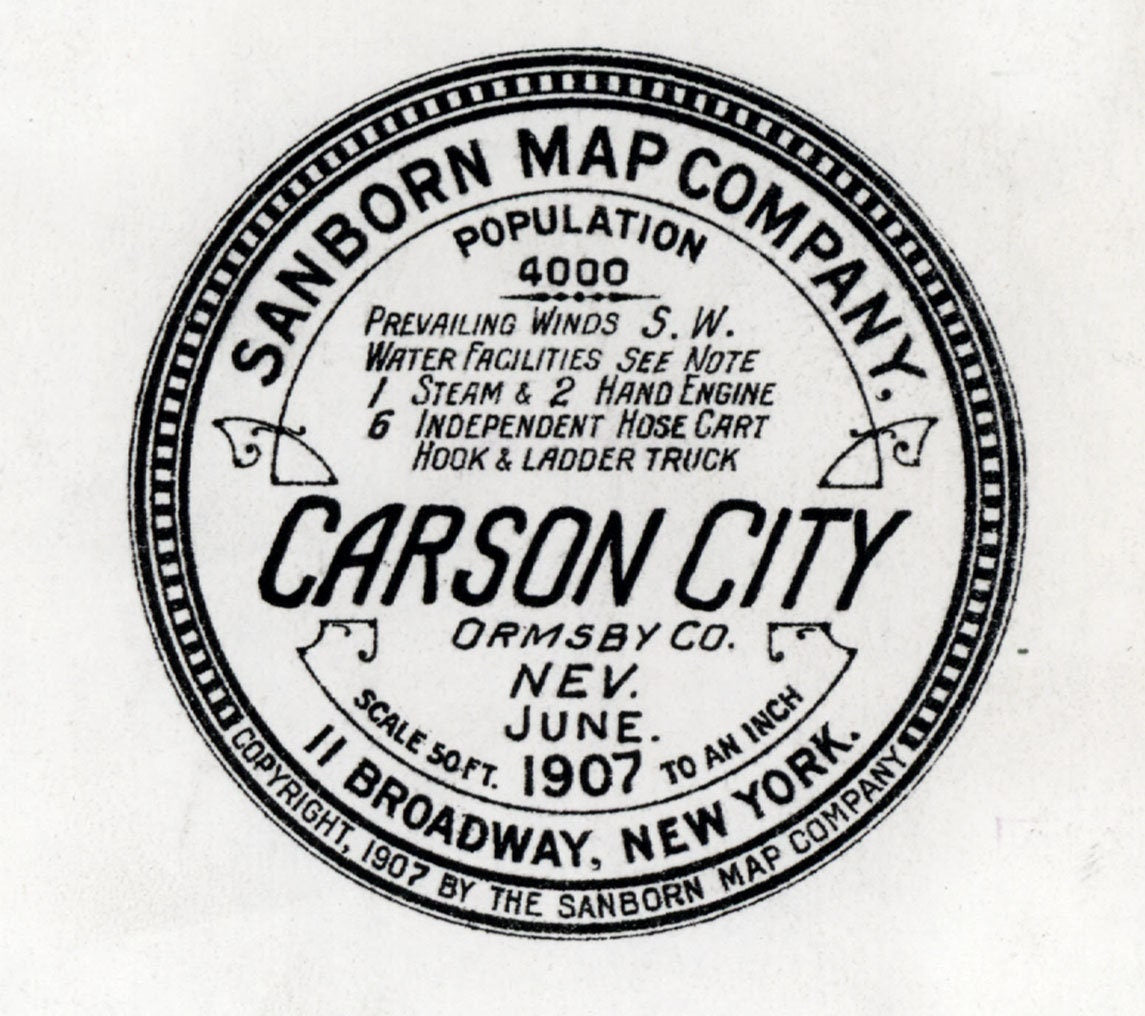 SANBORN MAP COMPANY,
POPULATION
4000
PREVAILING WINDS S. W.
WATER FACILITIES SEE NOTE
1 STEAM & 2 HAND ENGINE
6 INDEPENDENT HOSE CART
HOOK & LADDER TRUCK
CARSON CITY
ORMSBY CO.
NEV.
JUNE.
1907
SCALE 50 FT. TO AN INCH
11 BROADWAY, NEW YORK.
COPYRIGHT, 1907 BY THE SANBORN MAP COMPANY